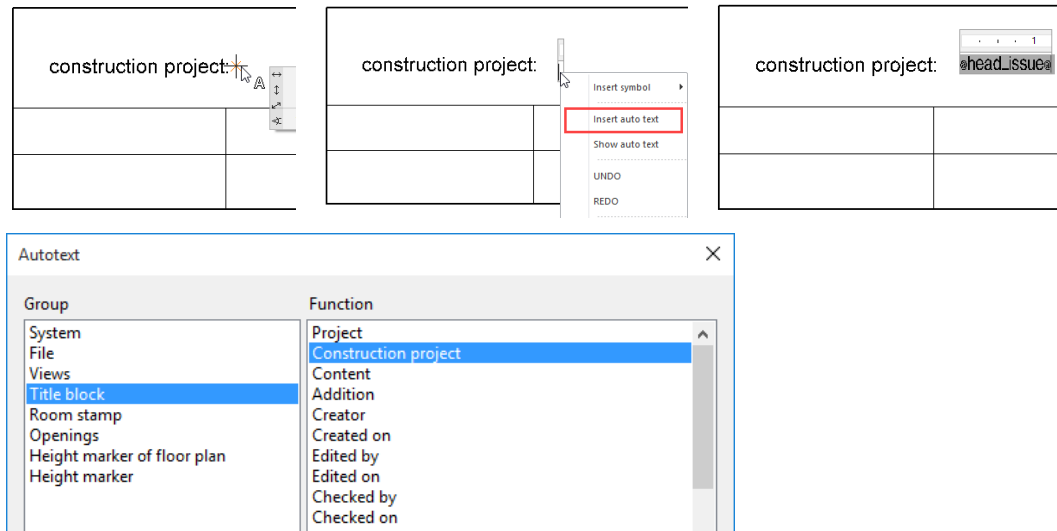 construction project:
A
construction project:
Insert symbol
Insert auto text
Show auto text
UNDO
REDO
construction project:
1
@head_issue@
Autotext
Group
Function
System
File
Views
Title block
Room stamp
Openings
Height marker of floor plan
Height marker
Project
Construction project
Content
Addition
Creator
Created on
Edited by
Edited on
Checked by
Checked on